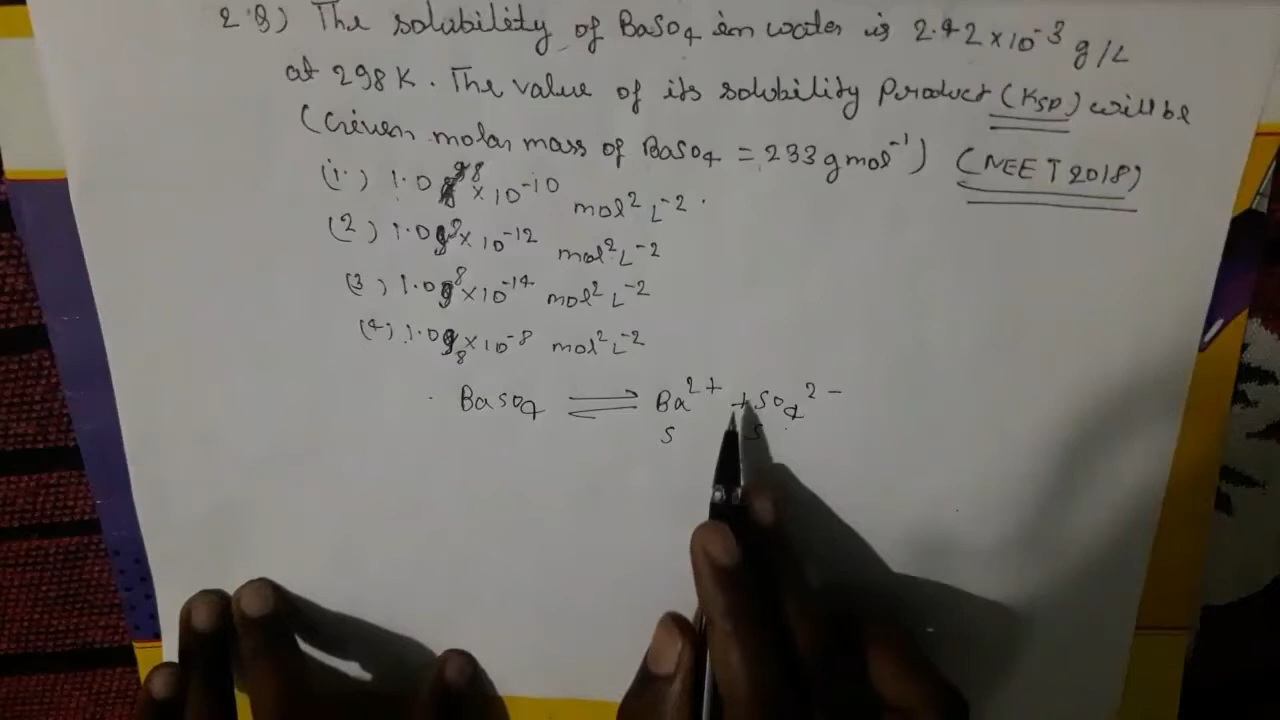 2.8) The solubility of BaSO4 in water is 2.42 × 10⁻³ g/L
at 298K. The value of its solubility Product (Ksp) will be
(Given molar mass of BaSO4 = 233 g mol⁻¹) (NEET 2018)
(1) 1.08 × 10⁻¹⁰ mol² L⁻².
(2) 1.08 × 10⁻¹² mol² L⁻²
(3) 1.08 × 10⁻¹⁴ mol² L⁻²
(4) 1.08 × 10⁻⁸ mol² L⁻²
BaSO4 ⇌ Ba²⁺ + SO4²⁻
S S